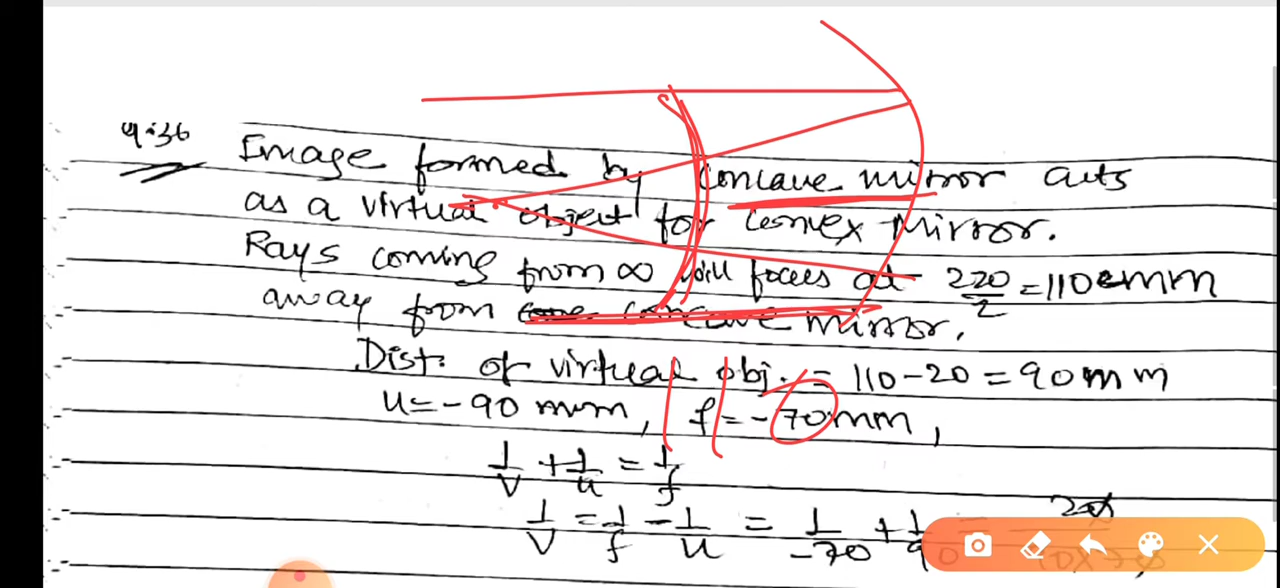 9.36 Image formed by concave mirror acts
as a virtual object for convex mirror.
Rays coming from ∞ will focus at 220/2 = 110 mm
away from concave mirror.
Dist. of virtual obj. = 110-20 = 90 mm
u = -90 mm, f = -70 mm,
1/v + 1/u = 1/f
1/v = 1/f - 1/u = 1/-70 + 1/90 =